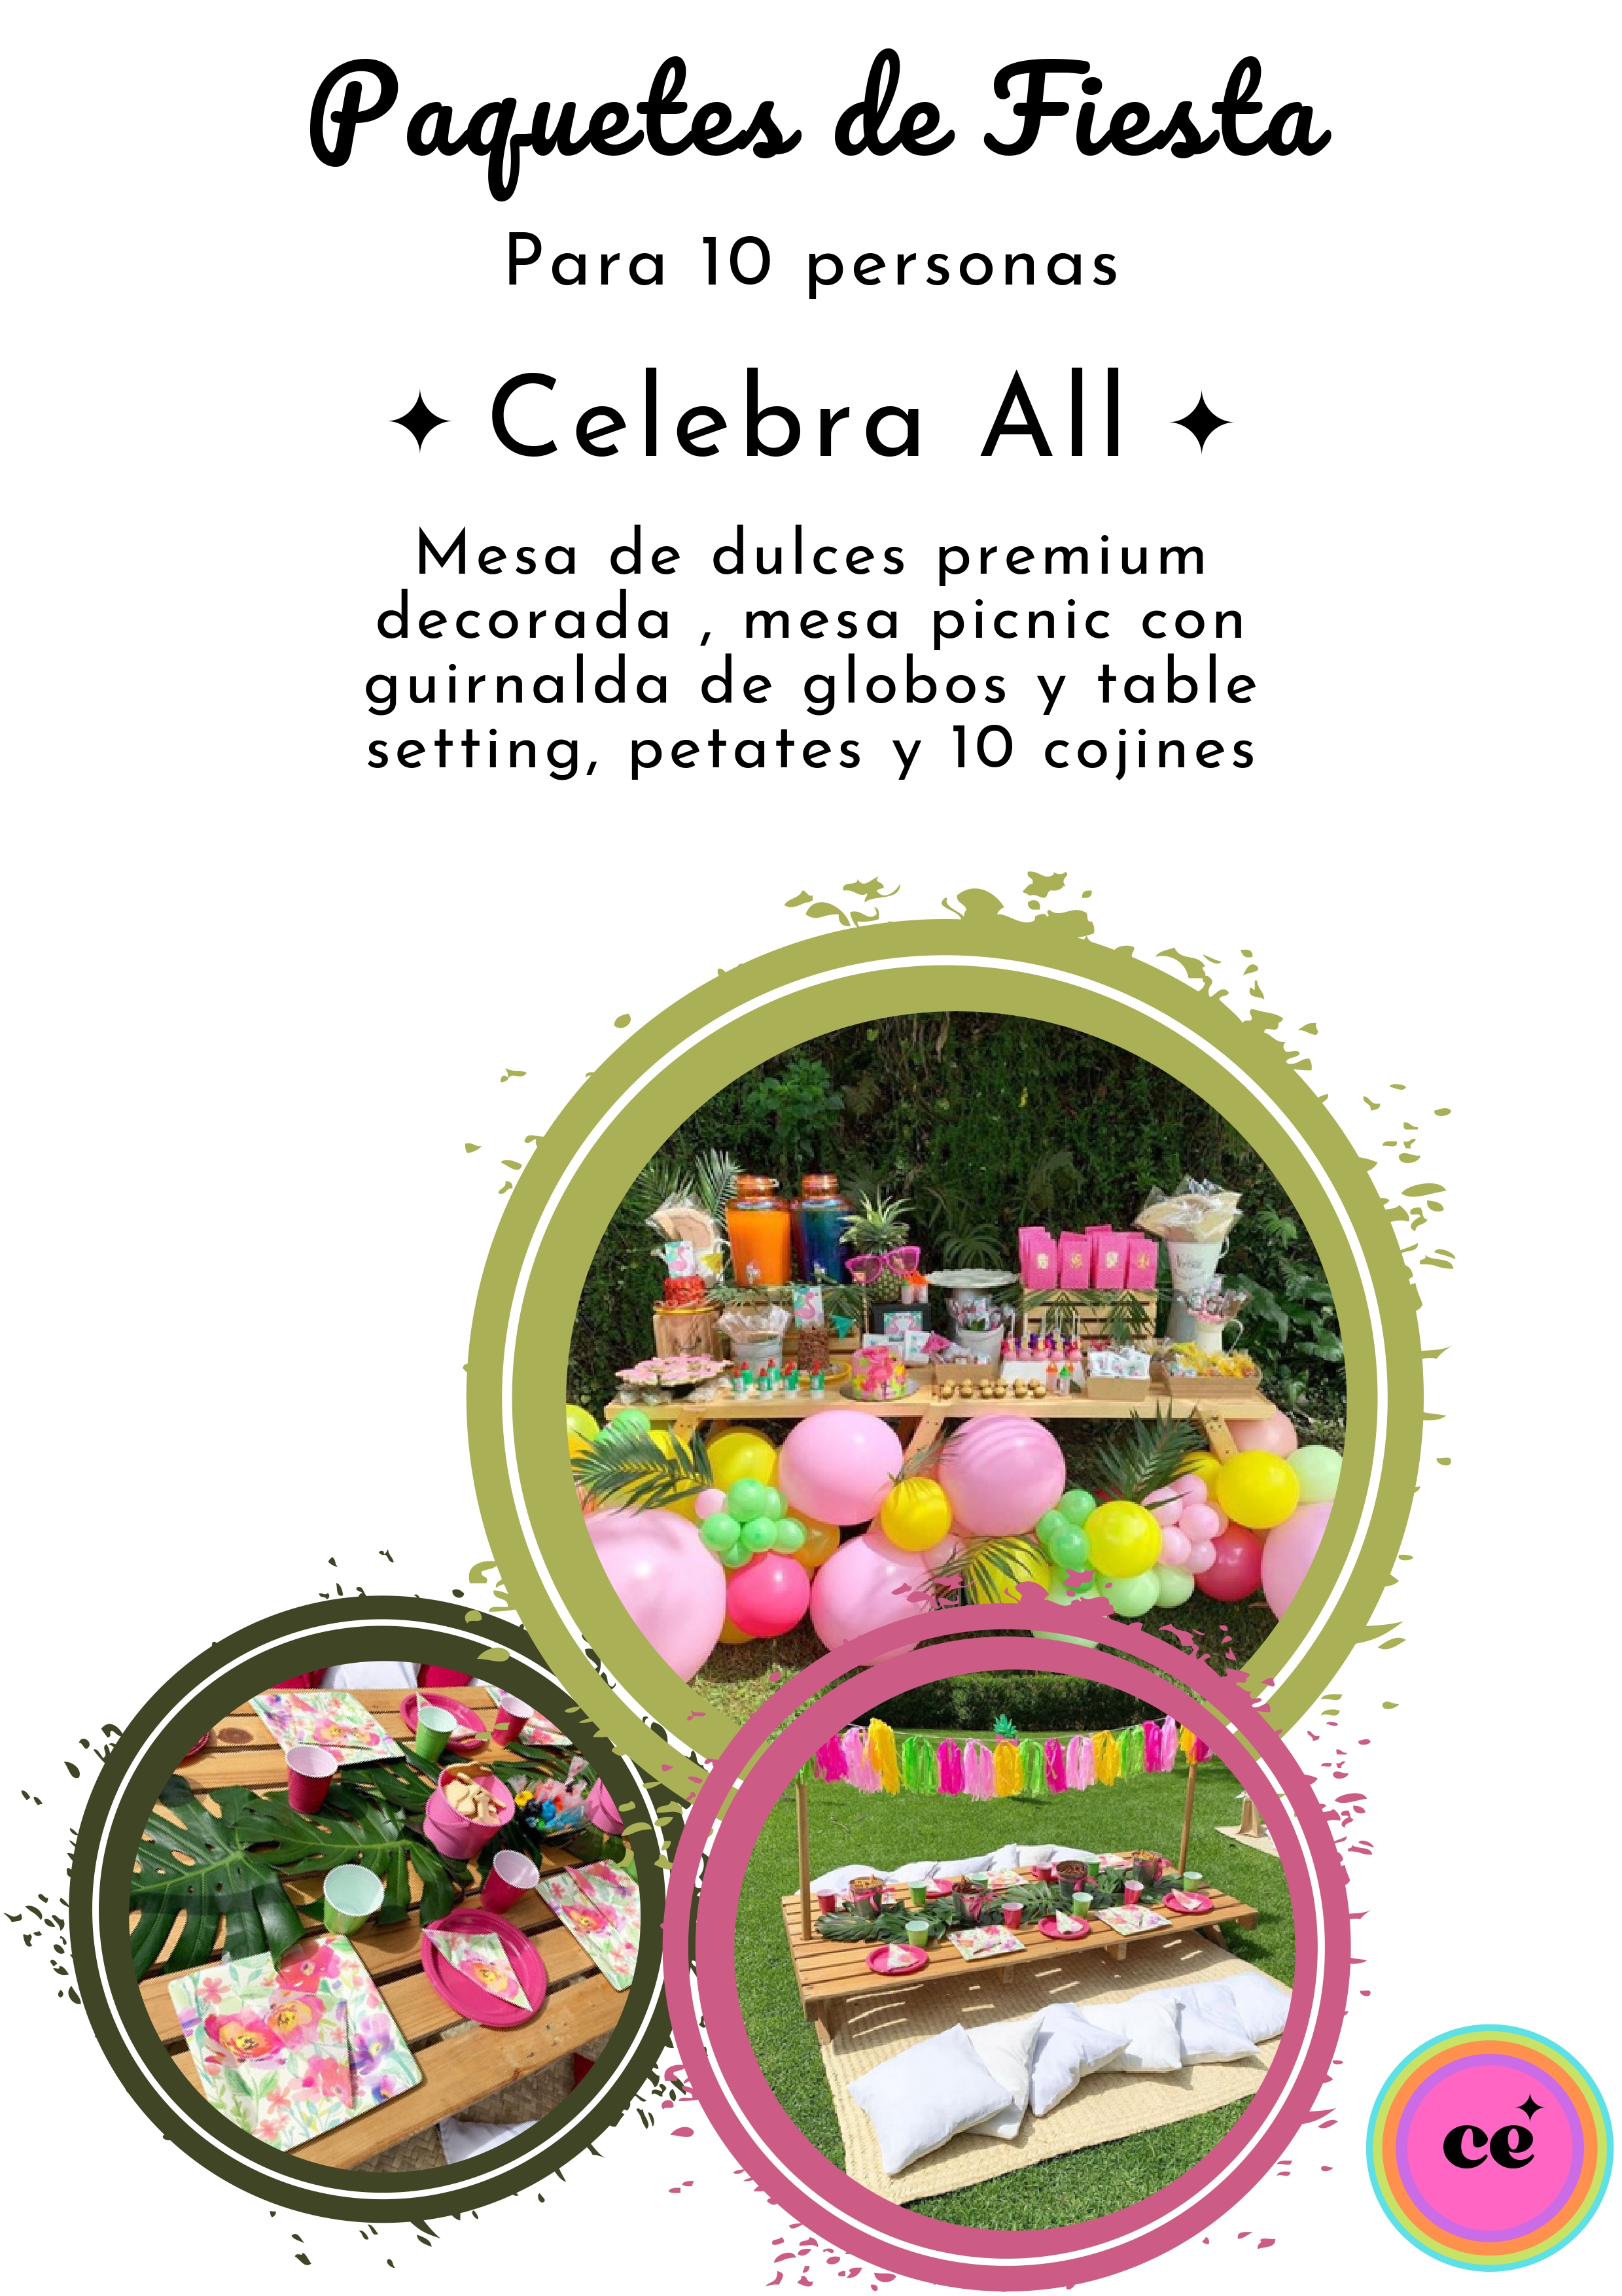 Paquetes de Fiesta
Para 10 personas
✦ Celebra All ✦
Mesa de dulces premium
decorada , mesa picnic con
guirnalda de globos y table
setting, petates y 10 cojines
ce